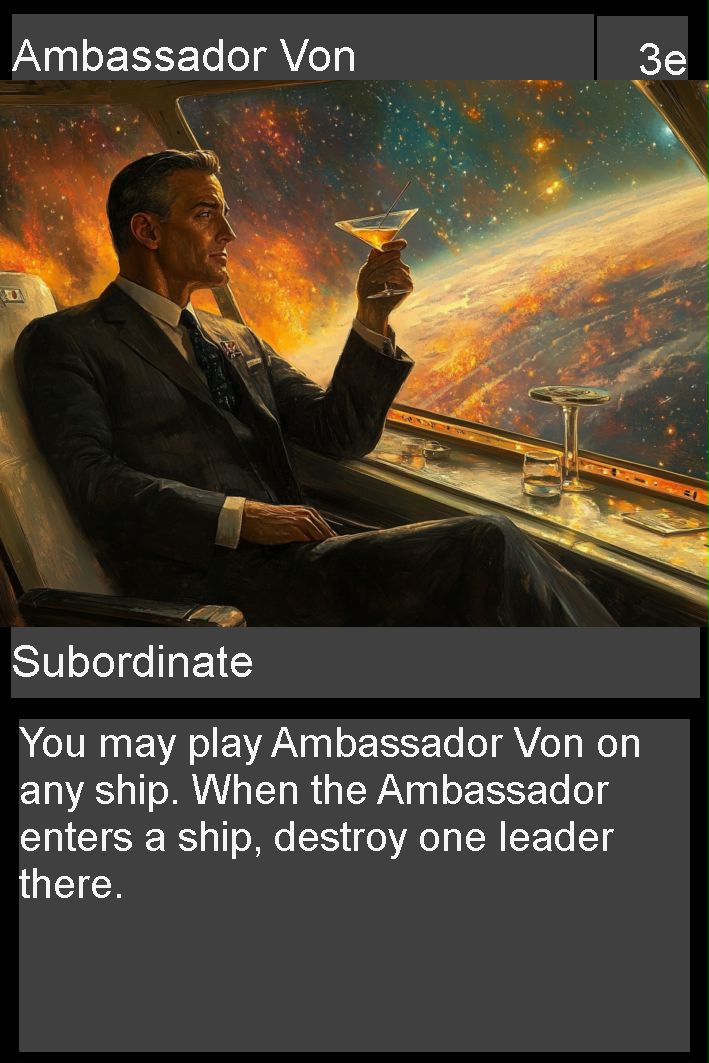 Ambassador Von
3e
Subordinate
You may play Ambassador Von on
any ship. When the Ambassador
enters a ship, destroy one leader
there.